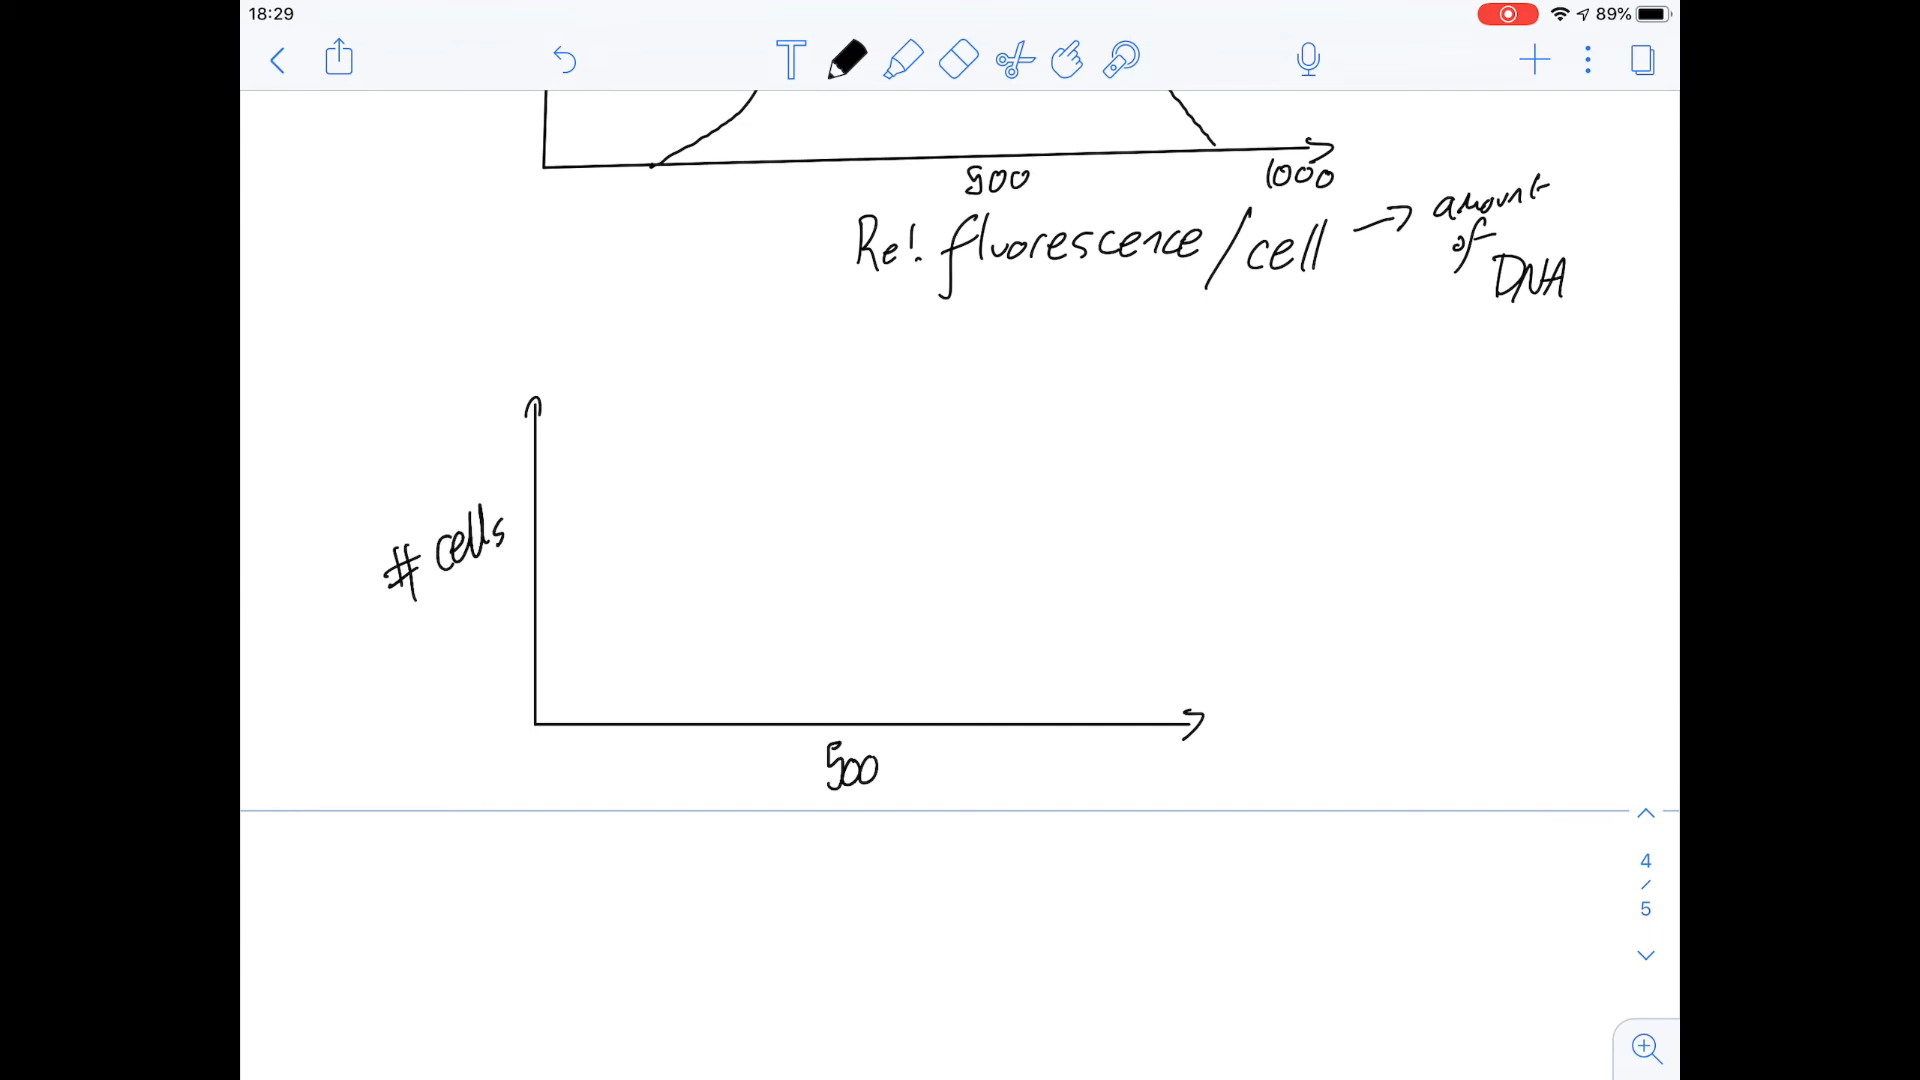 18:29
89%
500
1000
Rel. fluorescence/cell → amount
of
DNA
# cells
500
4
/
5